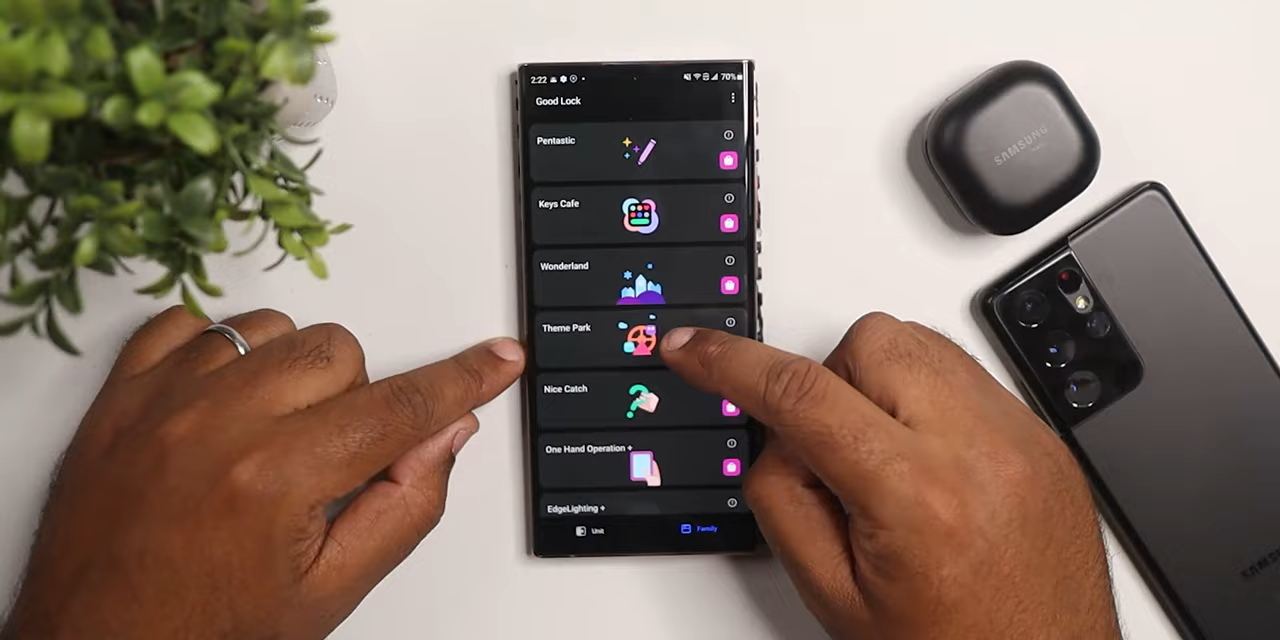 2:22
70%
Good Lock
Pentastic
Keys Cafe
Wonderland
Theme Park
Nice Catch
One Hand Operation +
EdgeLighting +
Unit
Family
SAMSUNG